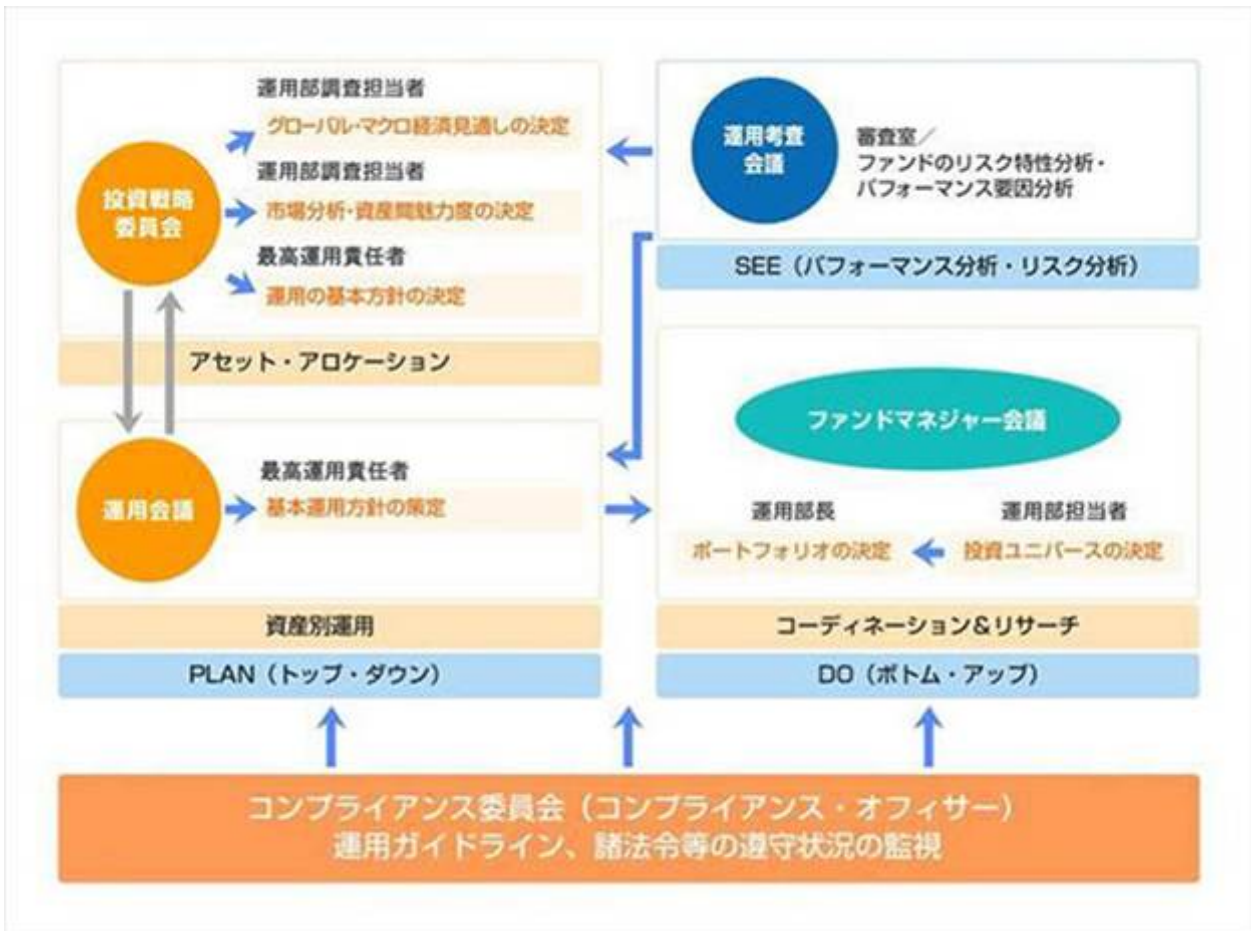 運用部調査担当者
グローバル・マクロ経済見通しの決定
投資戦略
委員会
運用部調査担当者
市場分析・資産間魅力度の決定
最高運用責任者
運用の基本方針の決定
アセット・アロケーション
運用考査
会議
審査室/
ファンドのリスク特性分析・
パフォーマンス要因分析
SEE(パフォーマンス分析・リスク分析)
運用会議
最高運用責任者
基本運用方針の策定
資産別運用
PLAN(トップ・ダウン)
ファンドマネジャー会議
運用部長
ポートフォリオの決定
運用部担当者
投資ユニバースの決定
コーディネーション&リサーチ
DO(ボトム・アップ)
コンプライアンス委員会(コンプライアンス・オフィサー)
運用ガイドライン、諸法令等の遵守状況の監視